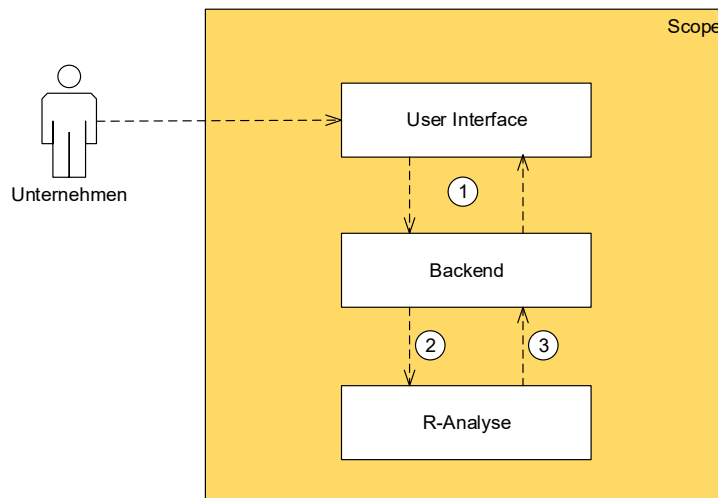 Scope
User Interface
Unternehmen
1
Backend
2
3
R-Analyse